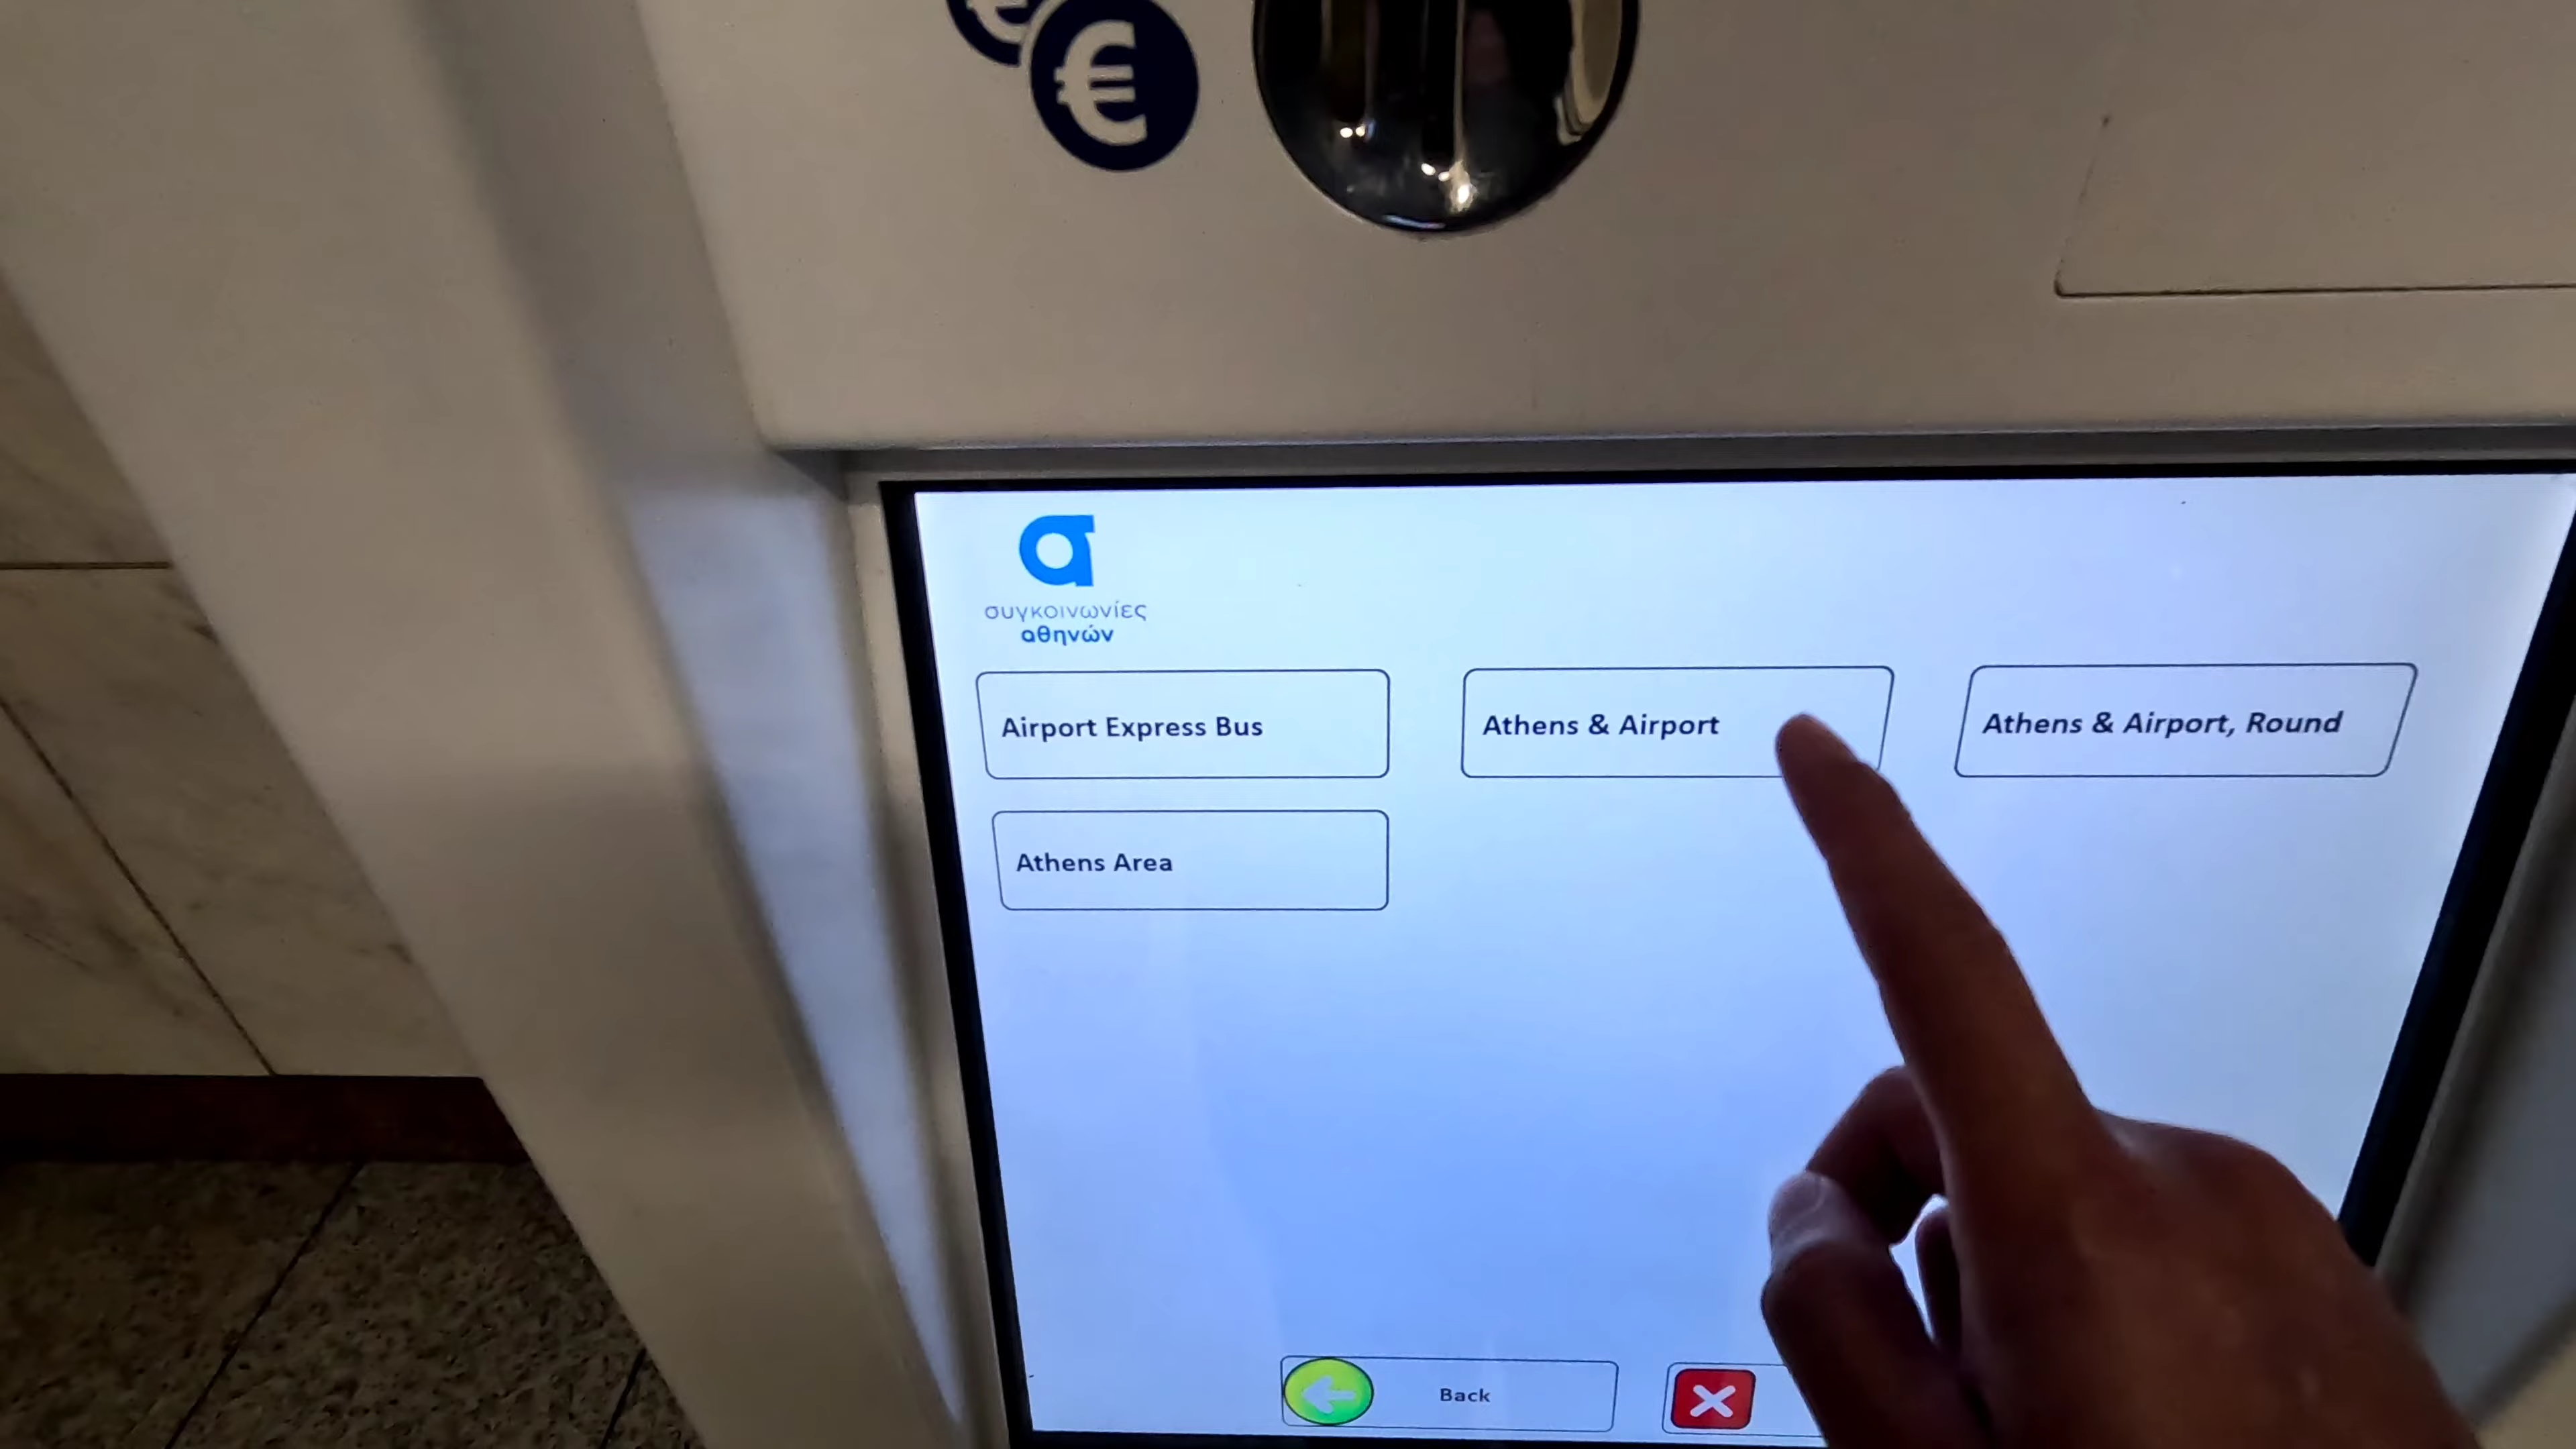 €
€
συγκοινωνίες
αθηνών
Airport Express Bus
Athens & Airport
Athens & Airport, Round
Athens Area
Back